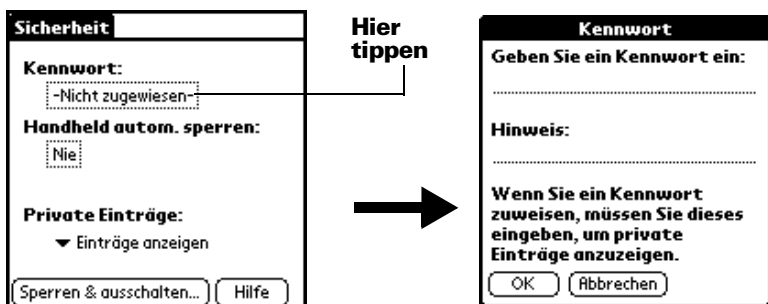 Sicherheit
Kennwort:
-Nicht zugewiesen-
Handheld autom. sperren:
Nie
Private Einträge:
Einträge anzeigen
Sperren & ausschalten...
Hilfe
Hier
tippen
Kennwort
Geben Sie ein Kennwort ein:
Hinweis:
Wenn Sie ein Kennwort
zuweisen, müssen Sie dieses
eingeben, um private
Einträge anzuzeigen.
OK
Abbrechen